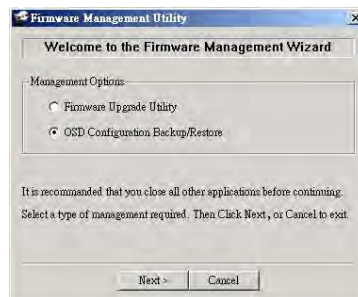 Firmware Management Utility
Welcome to the Firmware Management Wizard
Management Options
Firmware Upgrade Utility
OSD Configuration Backup/Restore
It is recommanded that you close all other applications before continuing.
Select a type of management required. Then Click Next, or Cancel to exit.
Next >
Cancel